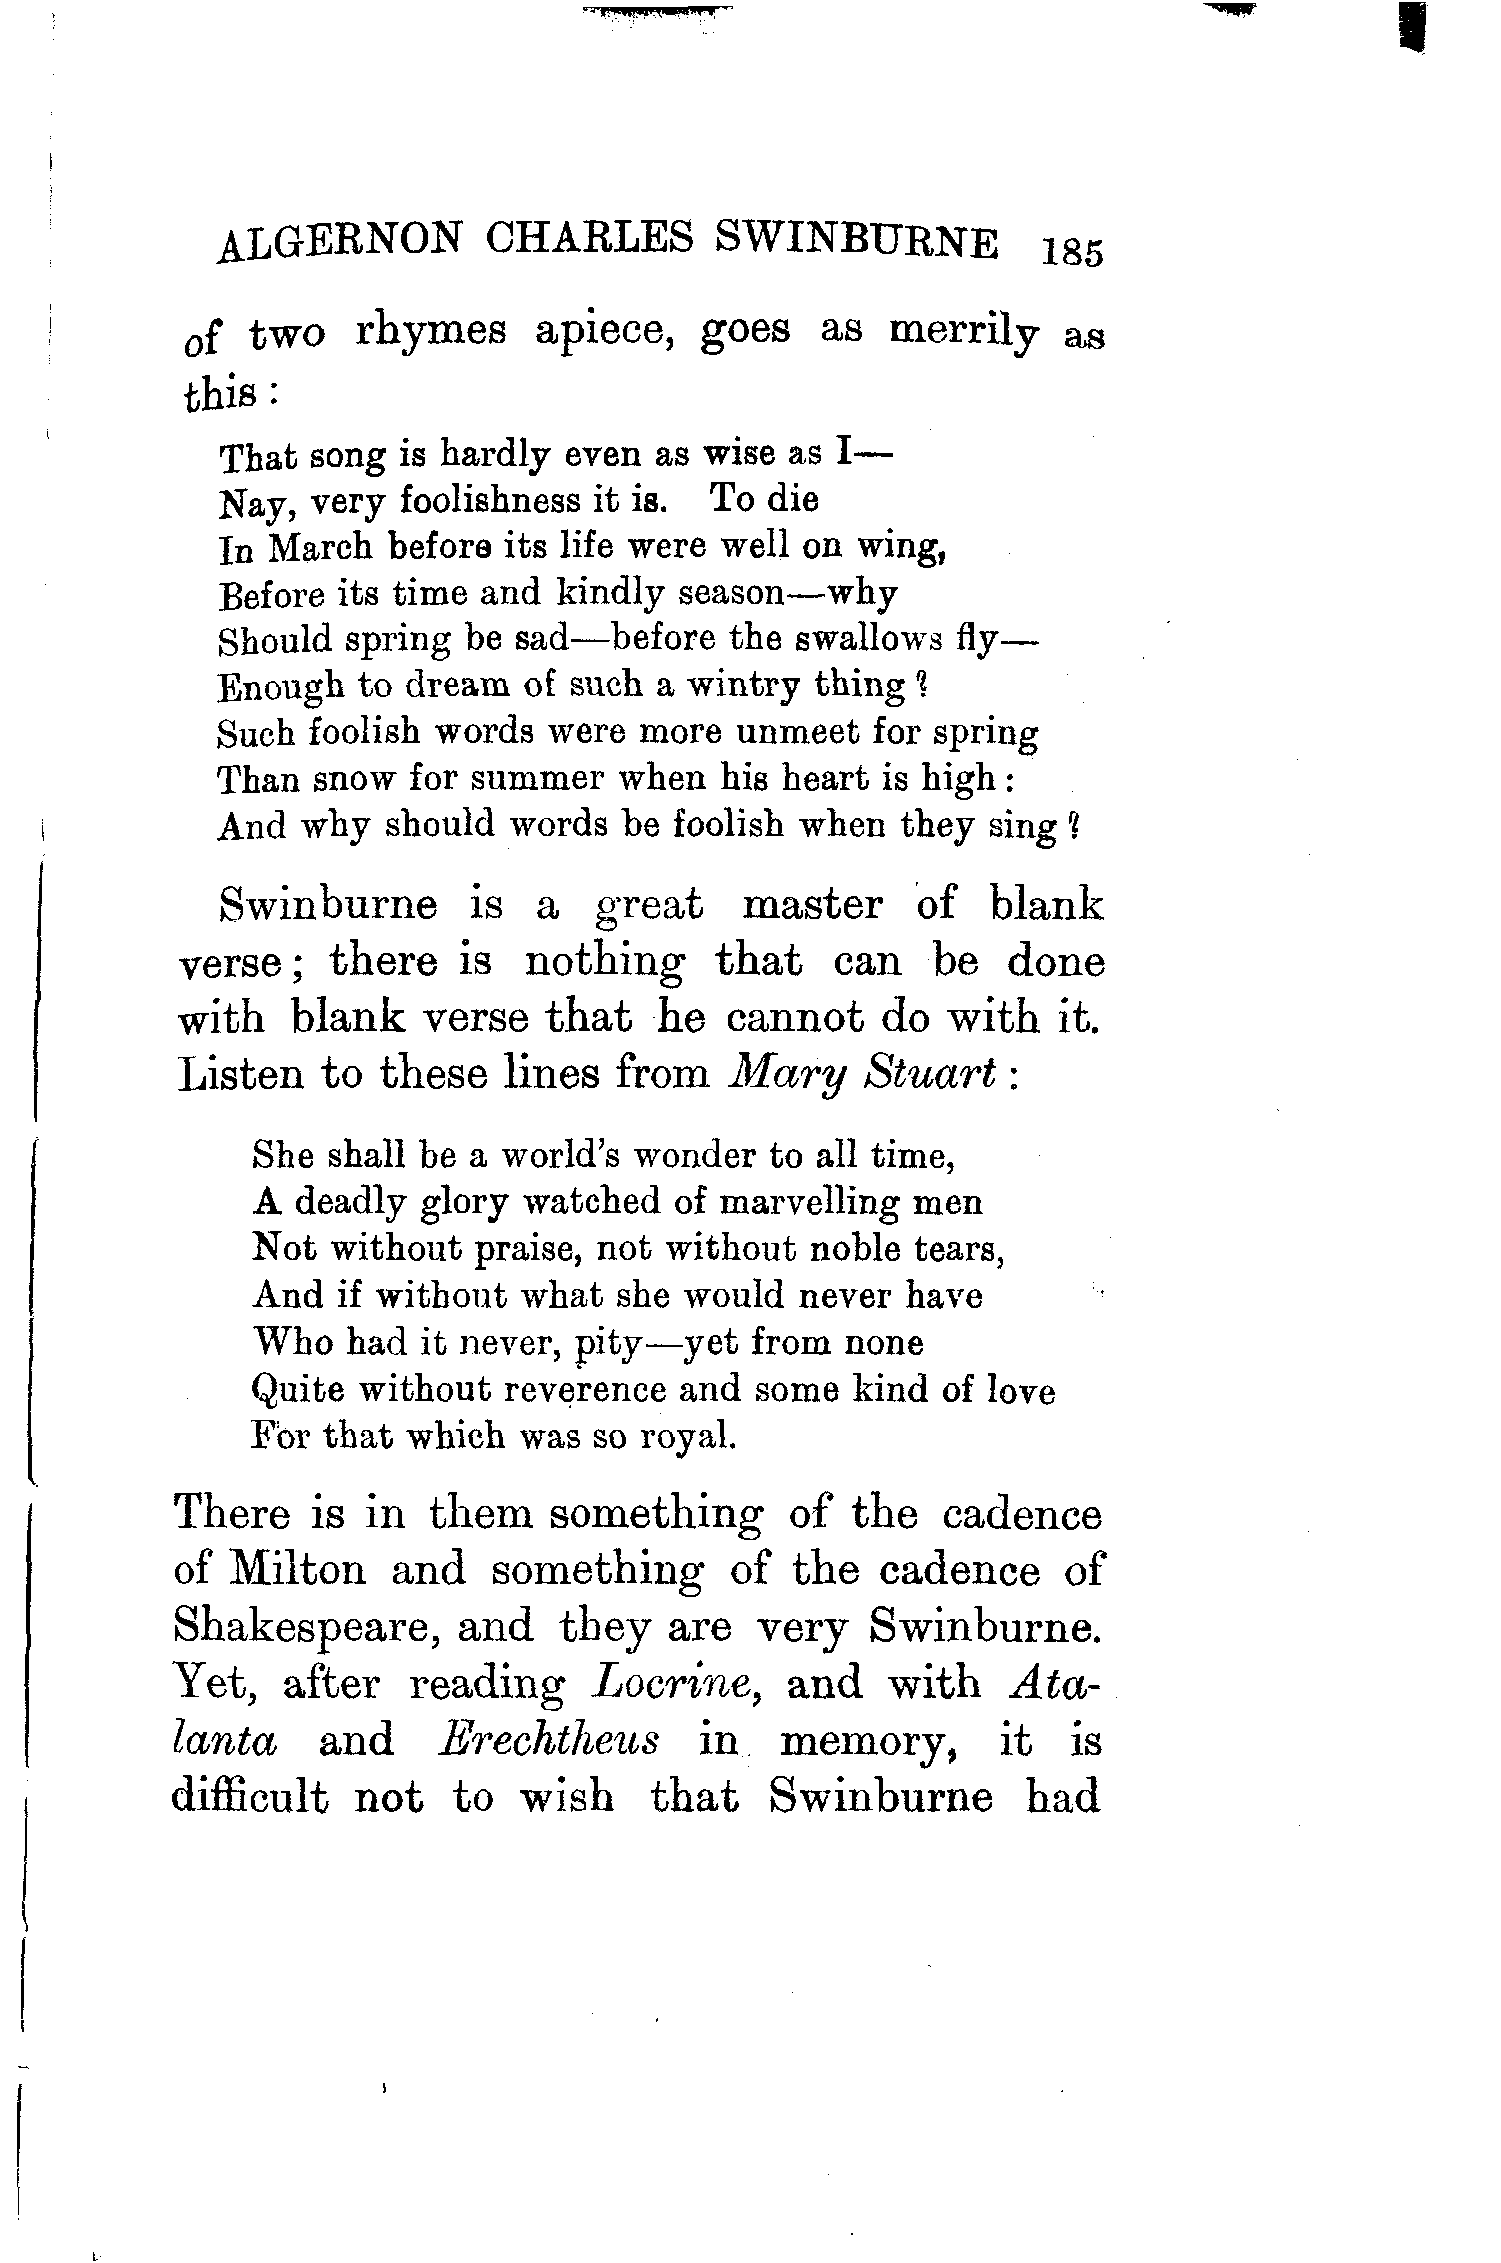 ALGERNON CHARLES SWINBURNE 185
of two rhymes apiece, goes as merrily as
this :
That song is hardly even as wise as I—
Nay, very foolishness it is. To die
In March before its life were well on wing,
Before its time and kindly season—why
Should spring be sad—before the swallows fly—
Enough to dream of such a wintry thing ?
Such foolish words were more unmeet for spring
Than snow for summer when his heart is high :
And why should words be foolish when they sing ?
Swinburne is a great master of blank
verse ; there is nothing that can be done
with blank verse that he cannot do with it.
Listen to these lines from Mary Stuart :
She shall be a world's wonder to all time,
A deadly glory watched of marvelling men
Not without praise, not without noble tears,
And if without what she would never have
Who had it never, pity—yet from none
Quite without reverence and some kind of love
For that which was so royal.
There is in them something of the cadence
of Milton and something of the cadence of
Shakespeare, and they are very Swinburne.
Yet, after reading Locrine, and with Ata-
lanta and Erechtheus in memory, it is
difficult not to wish that Swinburne had